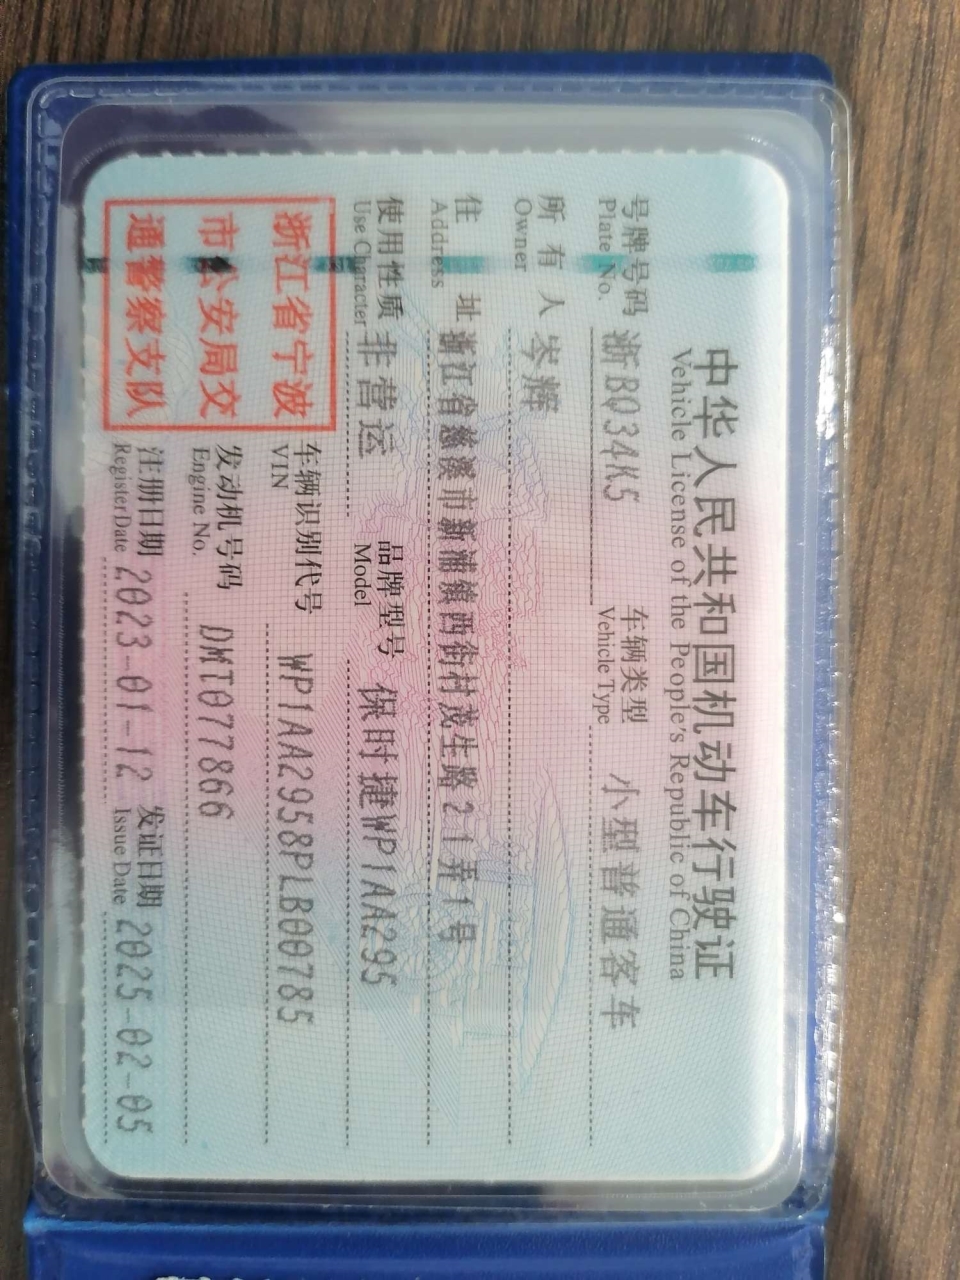 中华人民共和国机动车行驶证
Vehicle License of the People's Republic of China
号牌号码 浙BQ34K5 车辆类型 小型普通客车
Plate No. Vehicle Type
所有人 岑辉
Owner
住址 浙江省慈溪市新浦镇西街村茂生路21弄1号
Address
使用性质 非营运 品牌型号 保时捷WP1AA295
Use Character Model
浙江省宁波
市公安局交
通警察支队
车辆识别代号 WP1AA2958PLB00785
VIN
发动机号码 DMT077866
Engine No.
注册日期 2023-01-12 发证日期 2025-02-05
Register Date Issue Date